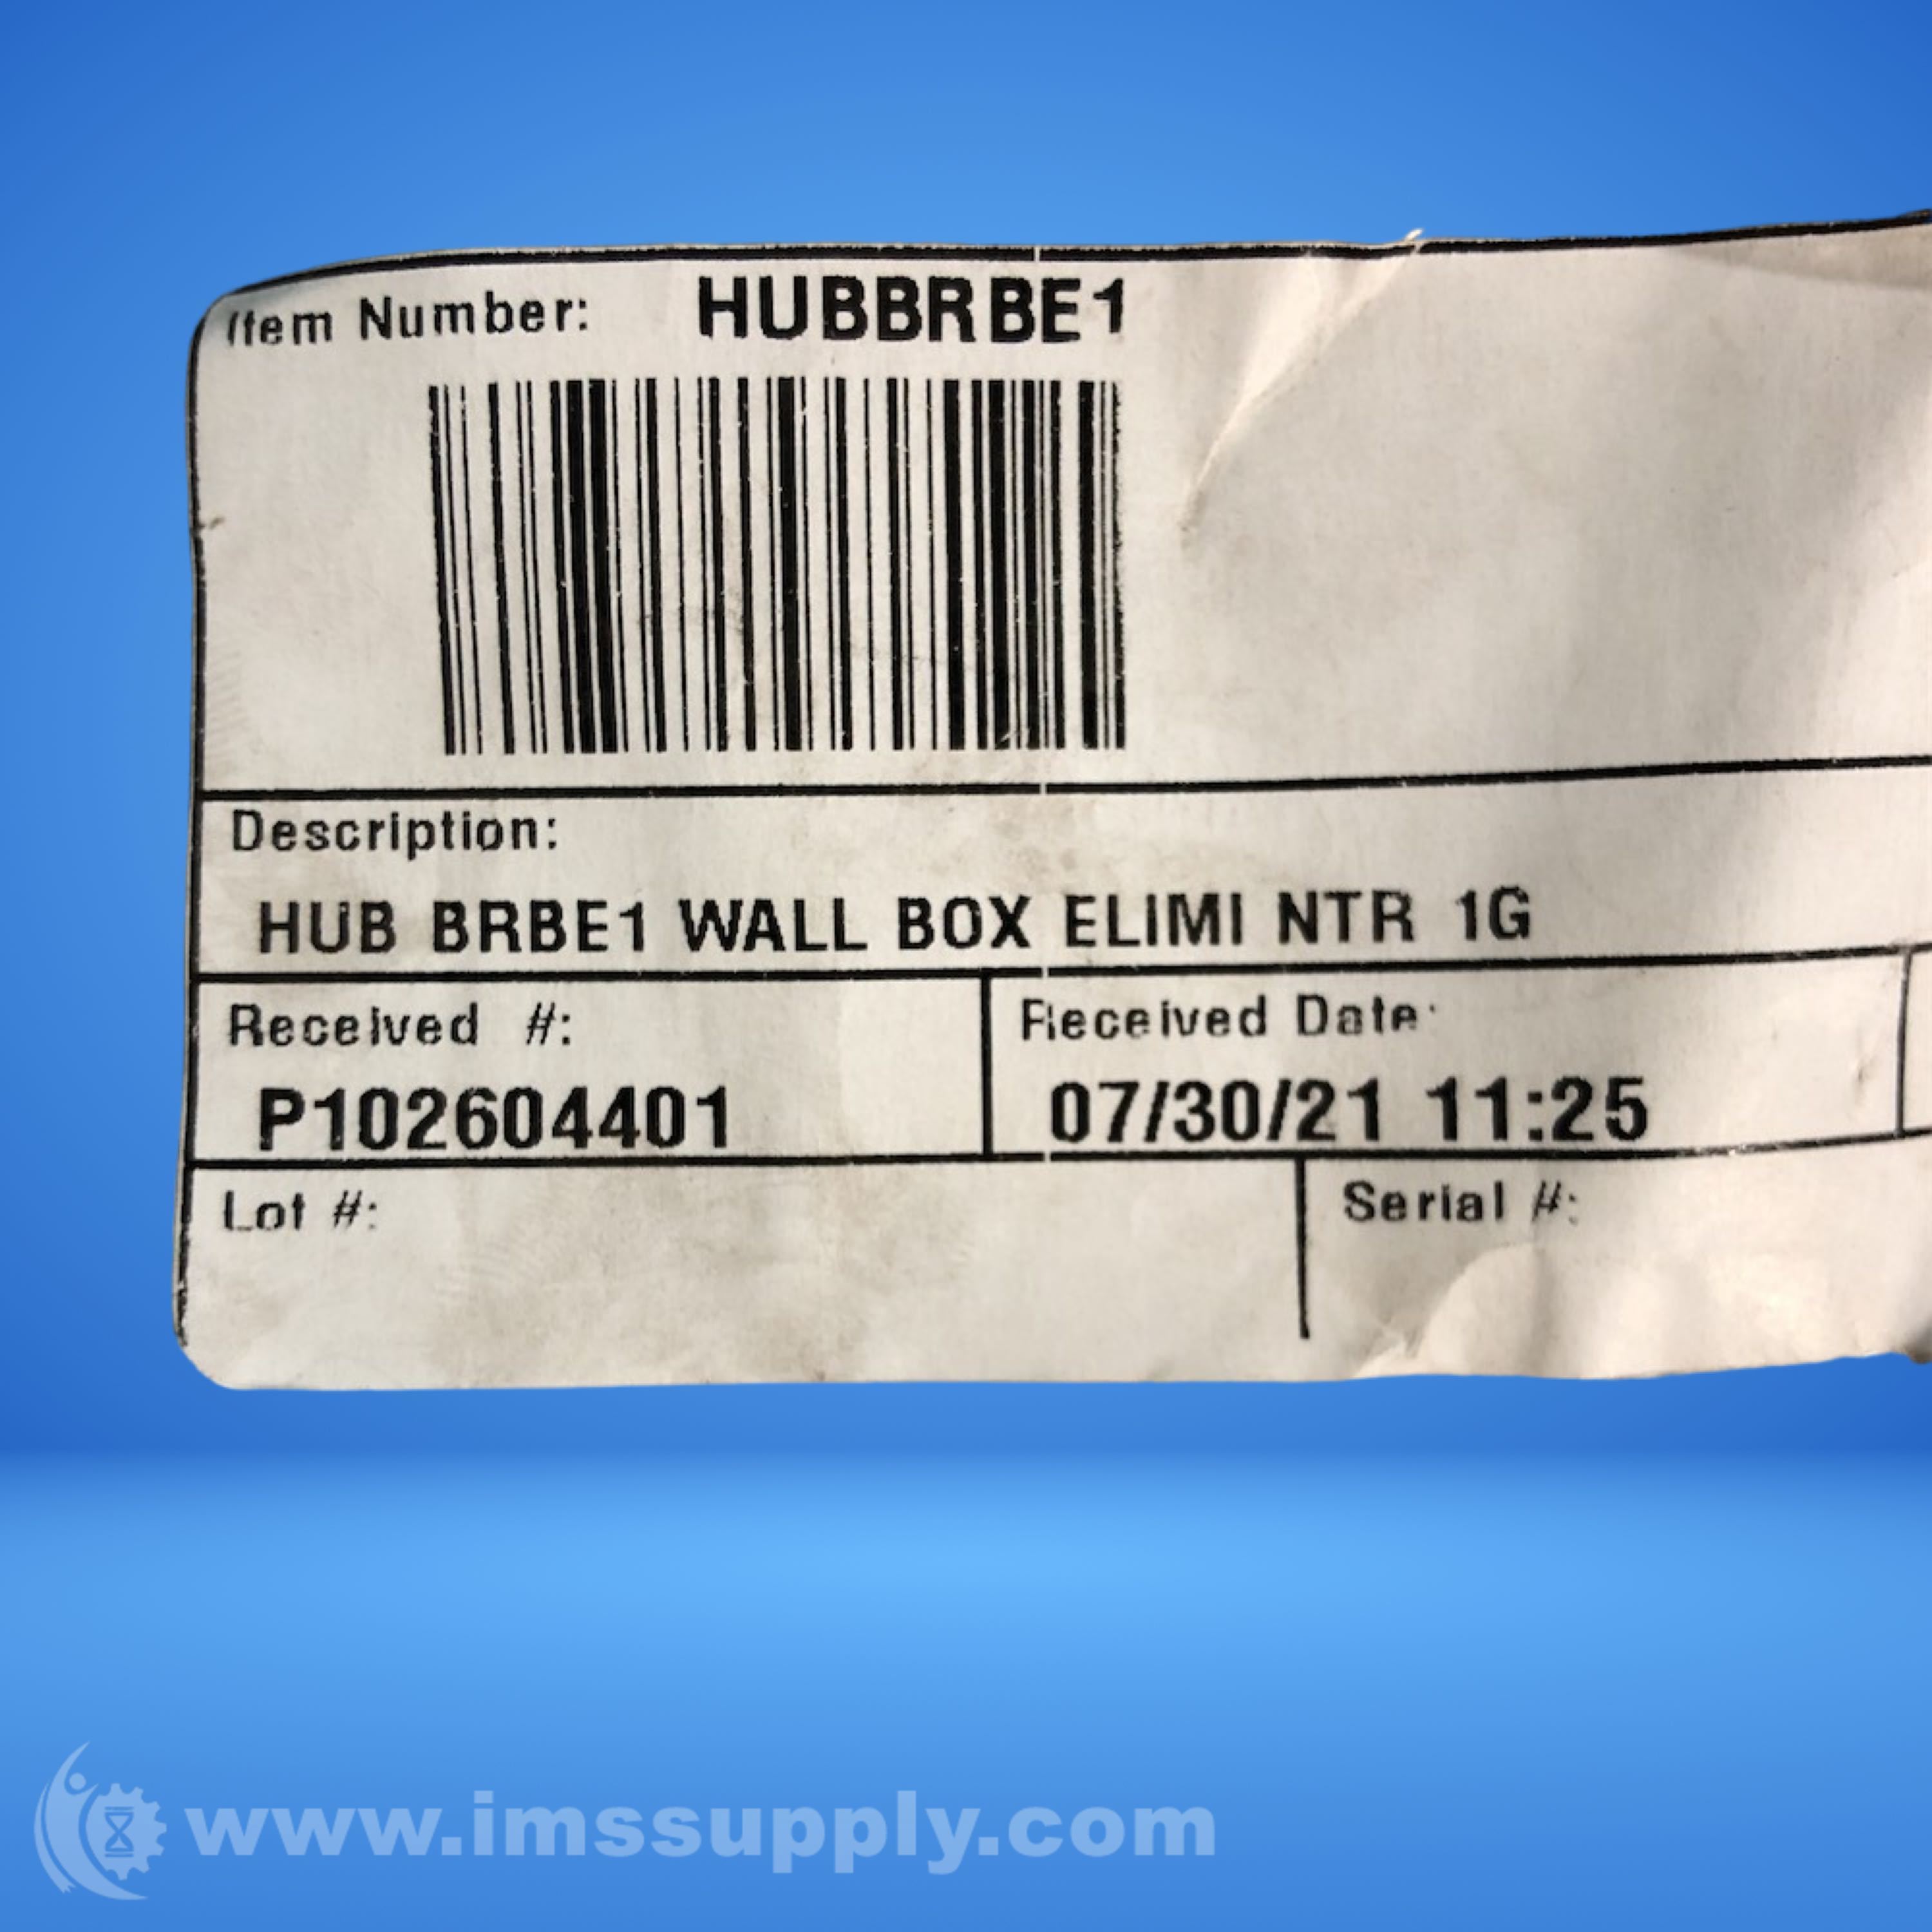 Item Number: HUBBRBE1
Description:
HUB BRBE1 WALL BOX ELIMI NTR 1G
Received #: Received Date:
P102604401 07/30/21 11:25
Lot #: Serial #:
www.imssupply.com